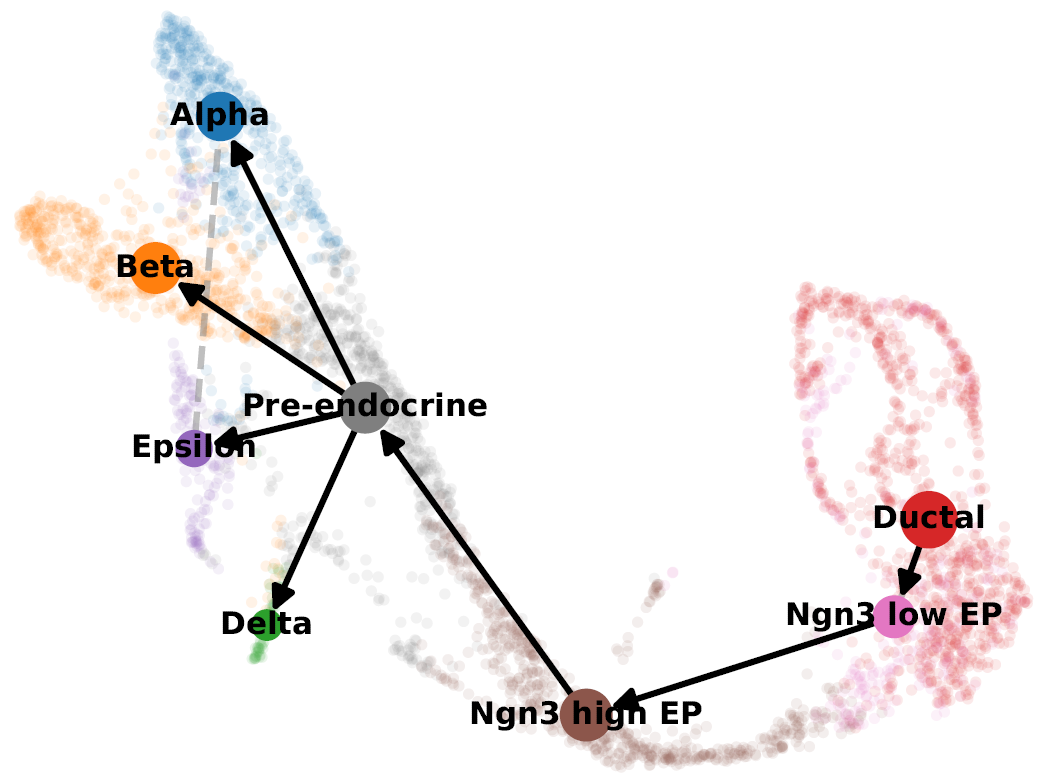 Alpha
Beta
Pre-endocrine
Epsilon
Ductal
Ngn3 low EP
Delta
Ngn3 high EP